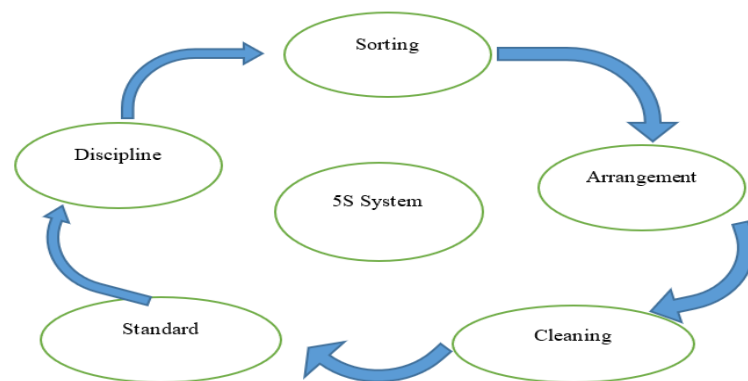 Sorting
Discipline
Arrangement
5S System
Standard
Cleaning